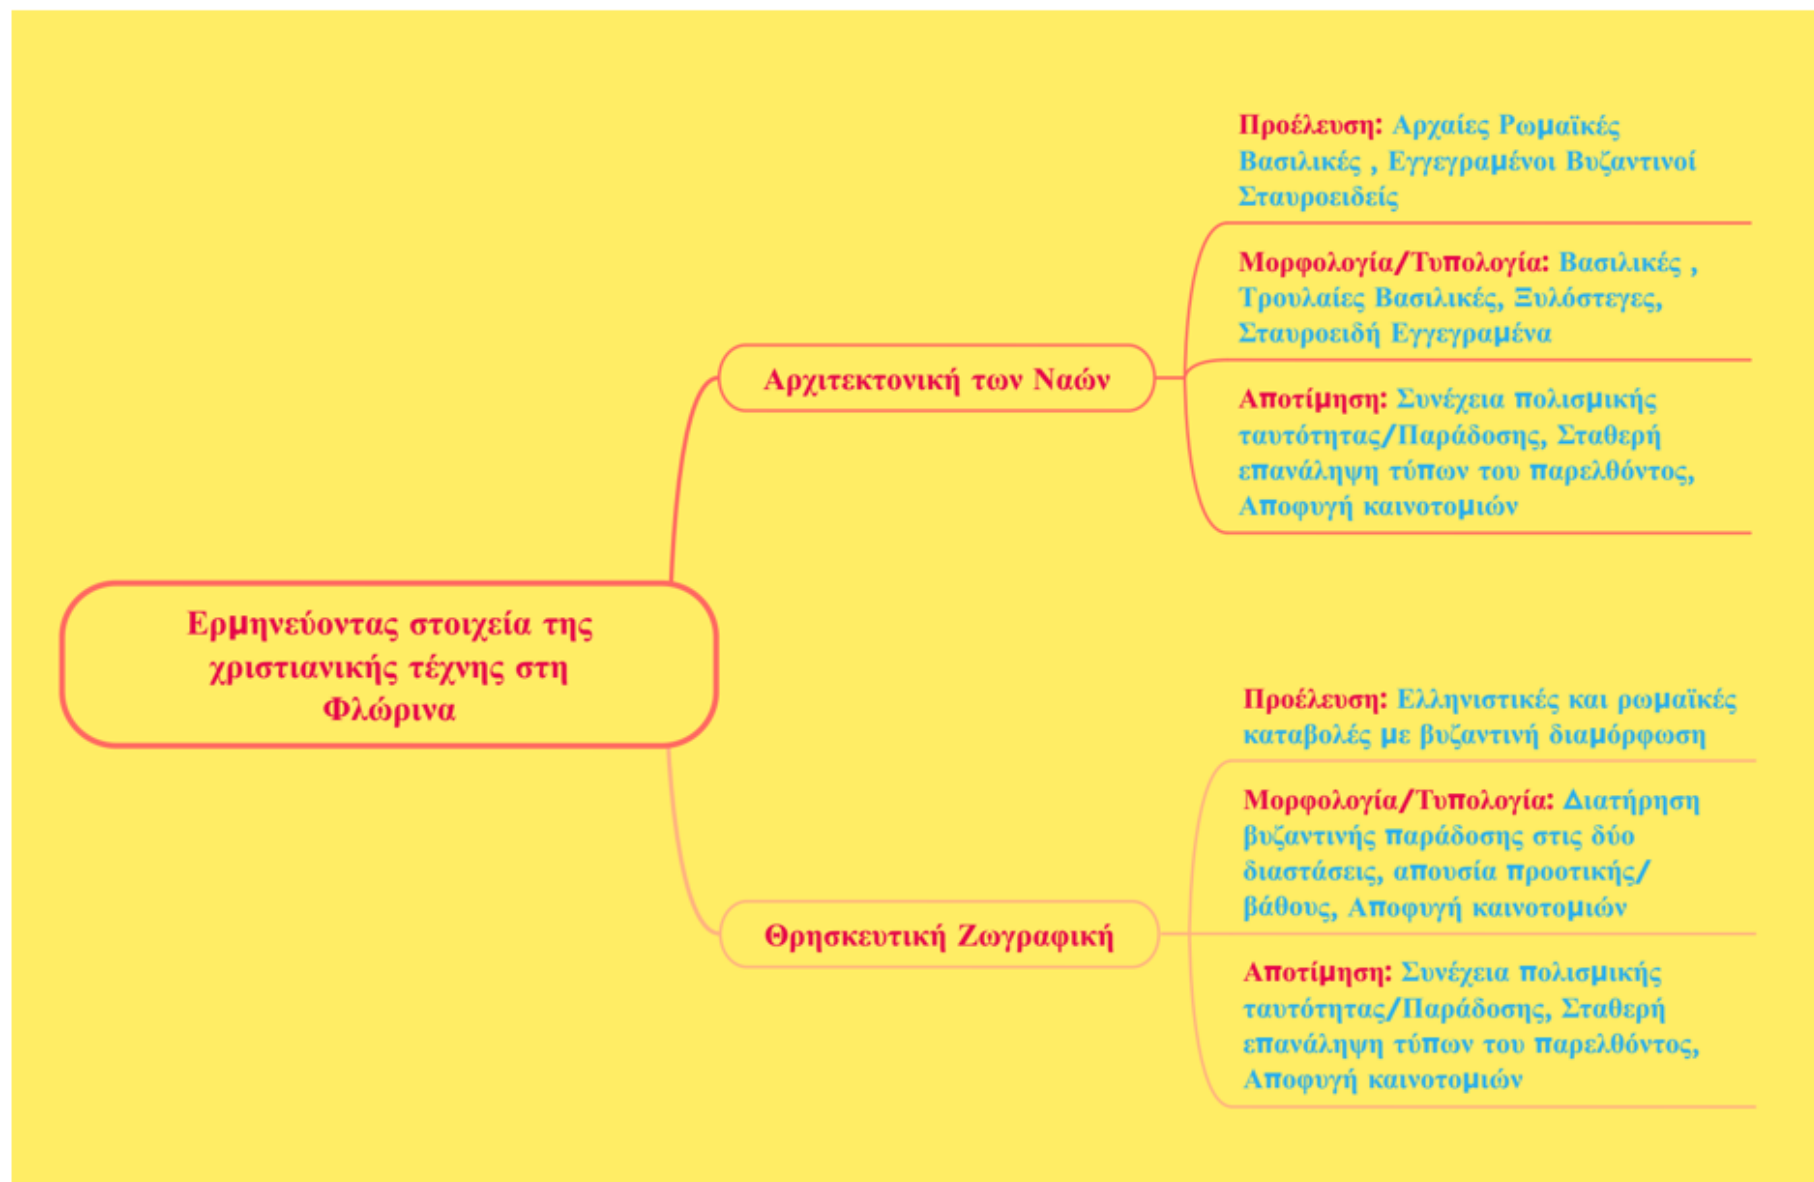 Ερμηνεύοντας στοιχεία της
χριστιανικής τέχνης στη
Φλώρινα
Αρχιτεκτονική των Ναών
Προέλευση: Αρχαίες Ρωμαϊκές
Βασιλικές , Εγγεγραμένοι Βυζαντινοί
Σταυροειδείς
Μορφολογία/Τυπολογία: Βασιλικές ,
Τρουλαίες Βασιλικές, Ξυλόστεγες,
Σταυροειδή Εγγεγραμένα
Αποτίμηση: Συνέχεια πολισμικής
ταυτότητας/Παράδοσης, Σταθερή
επανάληψη τύπων του παρελθόντος,
Αποφυγή καινοτομιών
Θρησκευτική Ζωγραφική
Προέλευση: Ελληνιστικές και ρωμαϊκές
καταβολές με βυζαντινή διαμόρφωση
Μορφολογία/Τυπολογία: Διατήρηση
βυζαντινής παράδοσης στις δύο
διαστάσεις, απουσία προοτικής/
βάθους, Αποφυγή καινοτομιών
Αποτίμηση: Συνέχεια πολισμικής
ταυτότητας/Παράδοσης, Σταθερή
επανάληψη τύπων του παρελθόντος,
Αποφυγή καινοτομιών